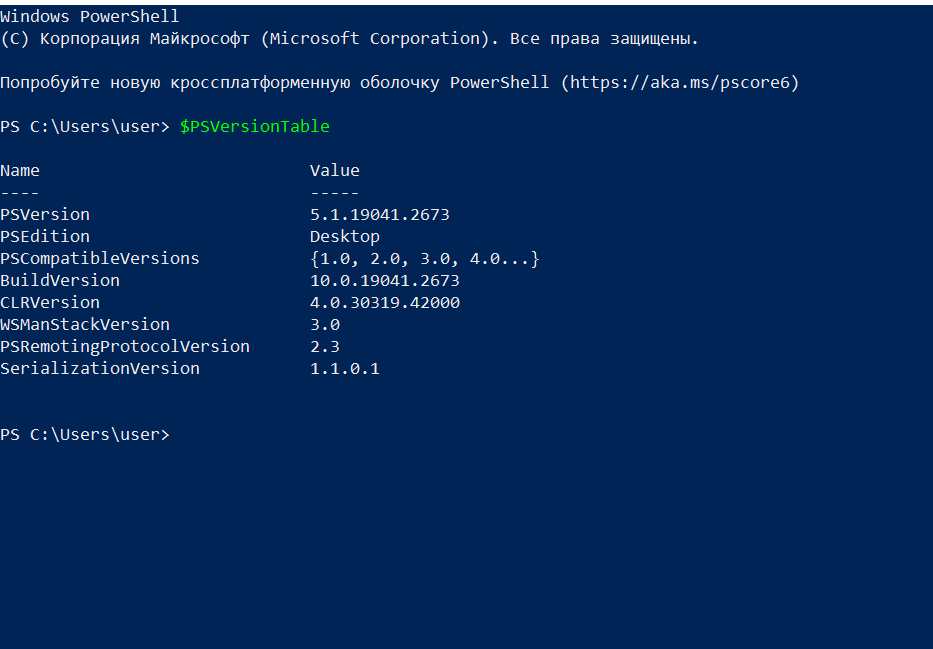 Windows PowerShell
(C) Корпорация Майкрософт (Microsoft Corporation). Все права защищены.
Попробуйте новую кроссплатформенную оболочку PowerShell (https://aka.ms/pscore6)
PS C:\Users\user> $PSVersionTable
Name                           Value
----                           -----
PSVersion                      5.1.19041.2673
PSEdition                      Desktop
PSCompatibleVersions           {1.0, 2.0, 3.0, 4.0...}
BuildVersion                   10.0.19041.2673
CLRVersion                     4.0.30319.42000
WSManStackVersion              3.0
PSRemotingProtocolVersion      2.3
SerializationVersion           1.1.0.1
PS C:\Users\user>